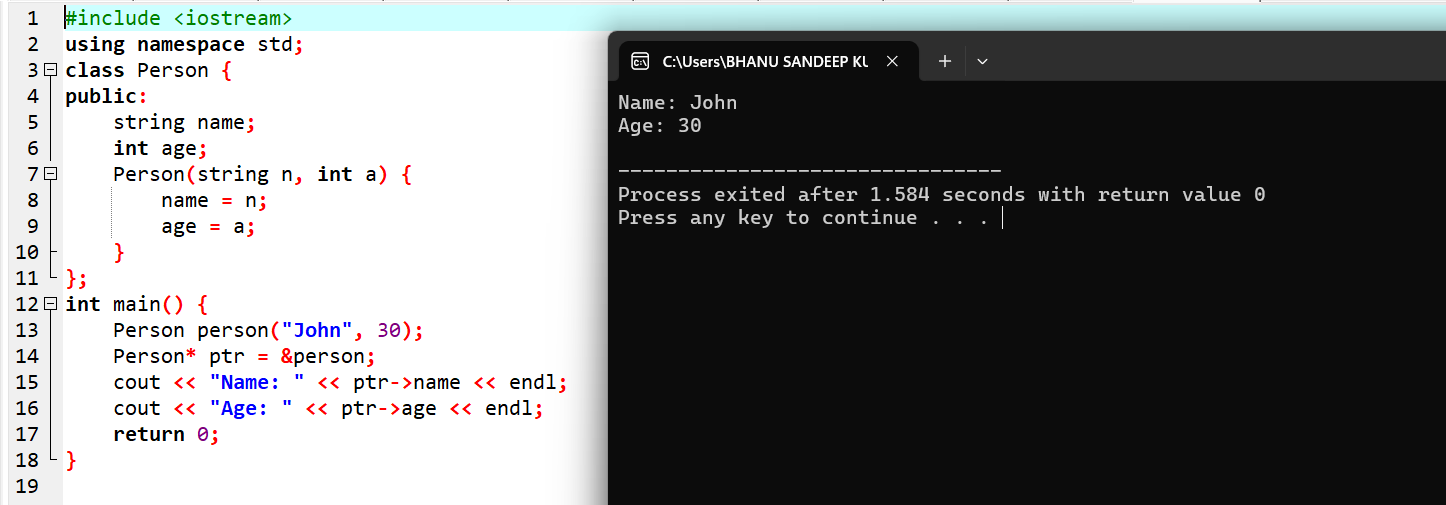 1 #include <iostream>
2 using namespace std;
3 class Person {
4 public:
5     string name;
6     int age;
7     Person(string n, int a) {
8         name = n;
9         age = a;
10     }
11 };
12 int main() {
13     Person person("John", 30);
14     Person* ptr = &person;
15     cout << "Name: " << ptr->name << endl;
16     cout << "Age: " << ptr->age << endl;
17     return 0;
18 }
19
C:\Users\BHANU SANDEEP
Name: John
Age: 30
--------------------------------
Process exited after 1.584 seconds with return value 0
Press any key to continue . . .